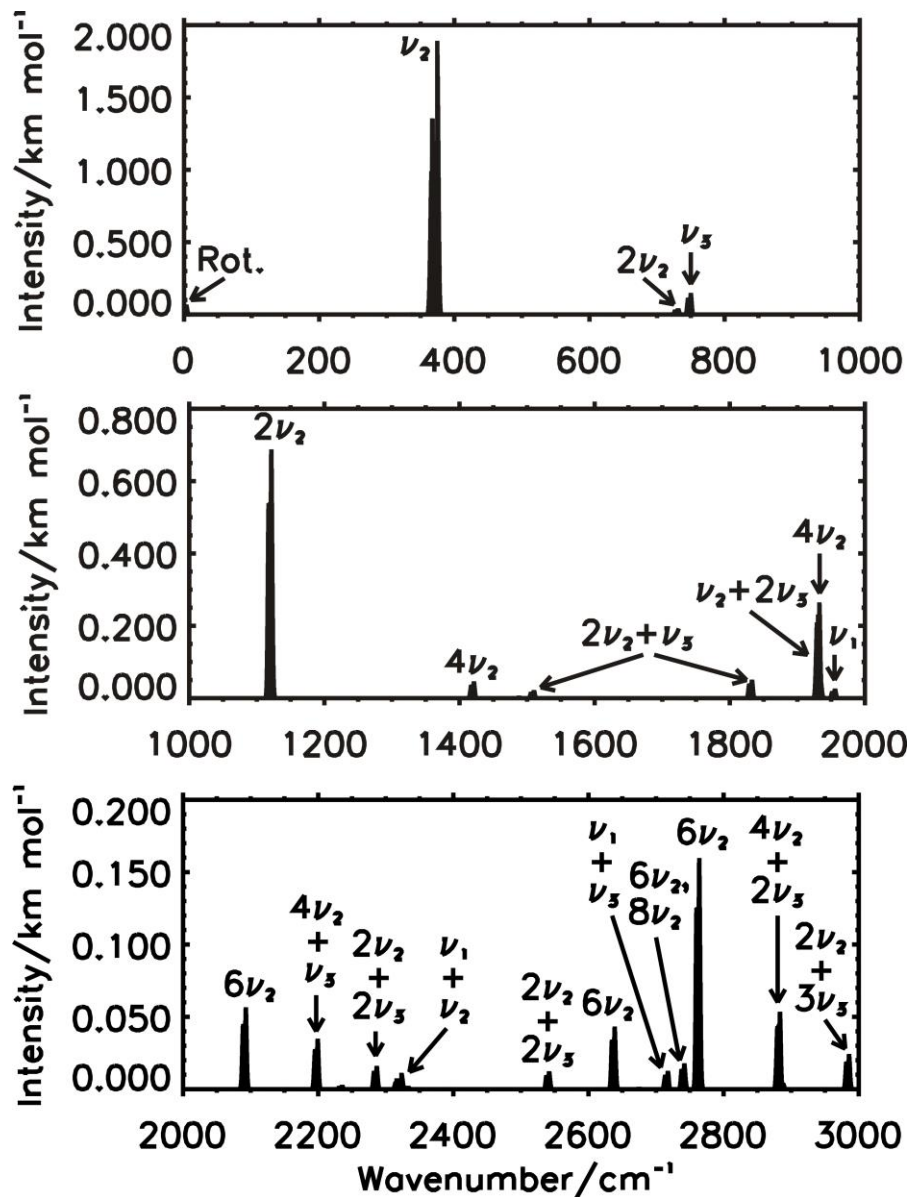 Intensity/km mol⁻¹
2.000
1.500
1.000
0.500
0.000
ν₂
Rot.
2ν₂
ν₃
0 200 400 600 800 1000
Intensity/km mol⁻¹
0.800
0.600
0.400
0.200
0.000
2ν₂
4ν₂
2ν₂+ν₃
ν₂+2ν₃
4ν₂
ν₁
1000 1200 1400 1600 1800 2000
Intensity/km mol⁻¹
0.200
0.150
0.100
0.050
0.000
6ν₂
4ν₂
+
ν₃
2ν₂
+
2ν₃
ν₁
+
ν₂
2ν₂
+
2ν₃
6ν₂
ν₁
+
ν₃
6ν₂,
8ν₂
6ν₂
4ν₂
+
2ν₃
2ν₂
+
3ν₃
2000 2200 2400 2600 2800 3000
Wavenumber/cm⁻¹